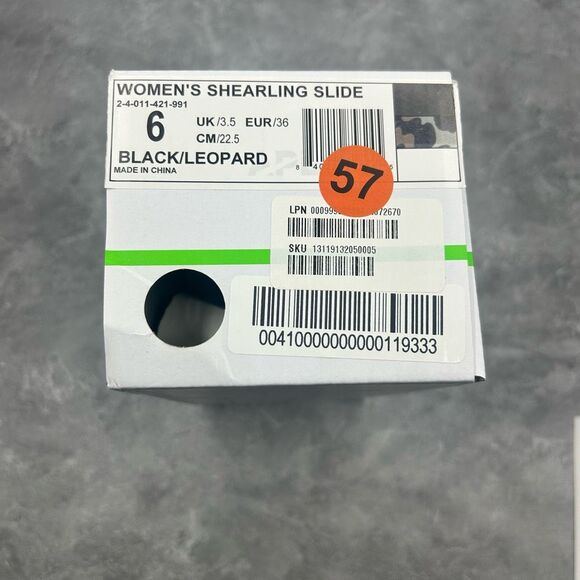 WOMEN'S SHEARLING SLIDE
2-4-011-421-991
6 UK/3.5 EUR/36
CM/22.5
BLACK/LEOPARD
MADE IN CHINA
57
LPN
SKU 13119132050005
00410000000000119333